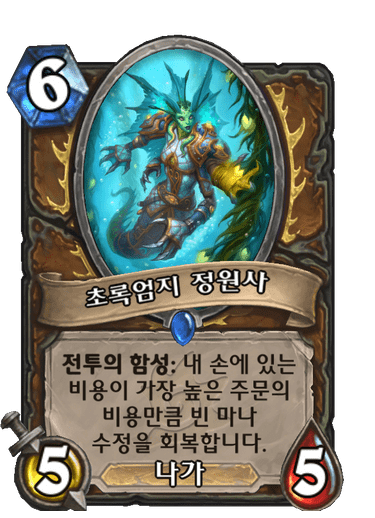 6
초록엄지 정원사
전투의 함성: 내 손에 있는
비용이 가장 높은 주문의
비용만큼 빈 마나
수정을 회복합니다.
나가
5
5